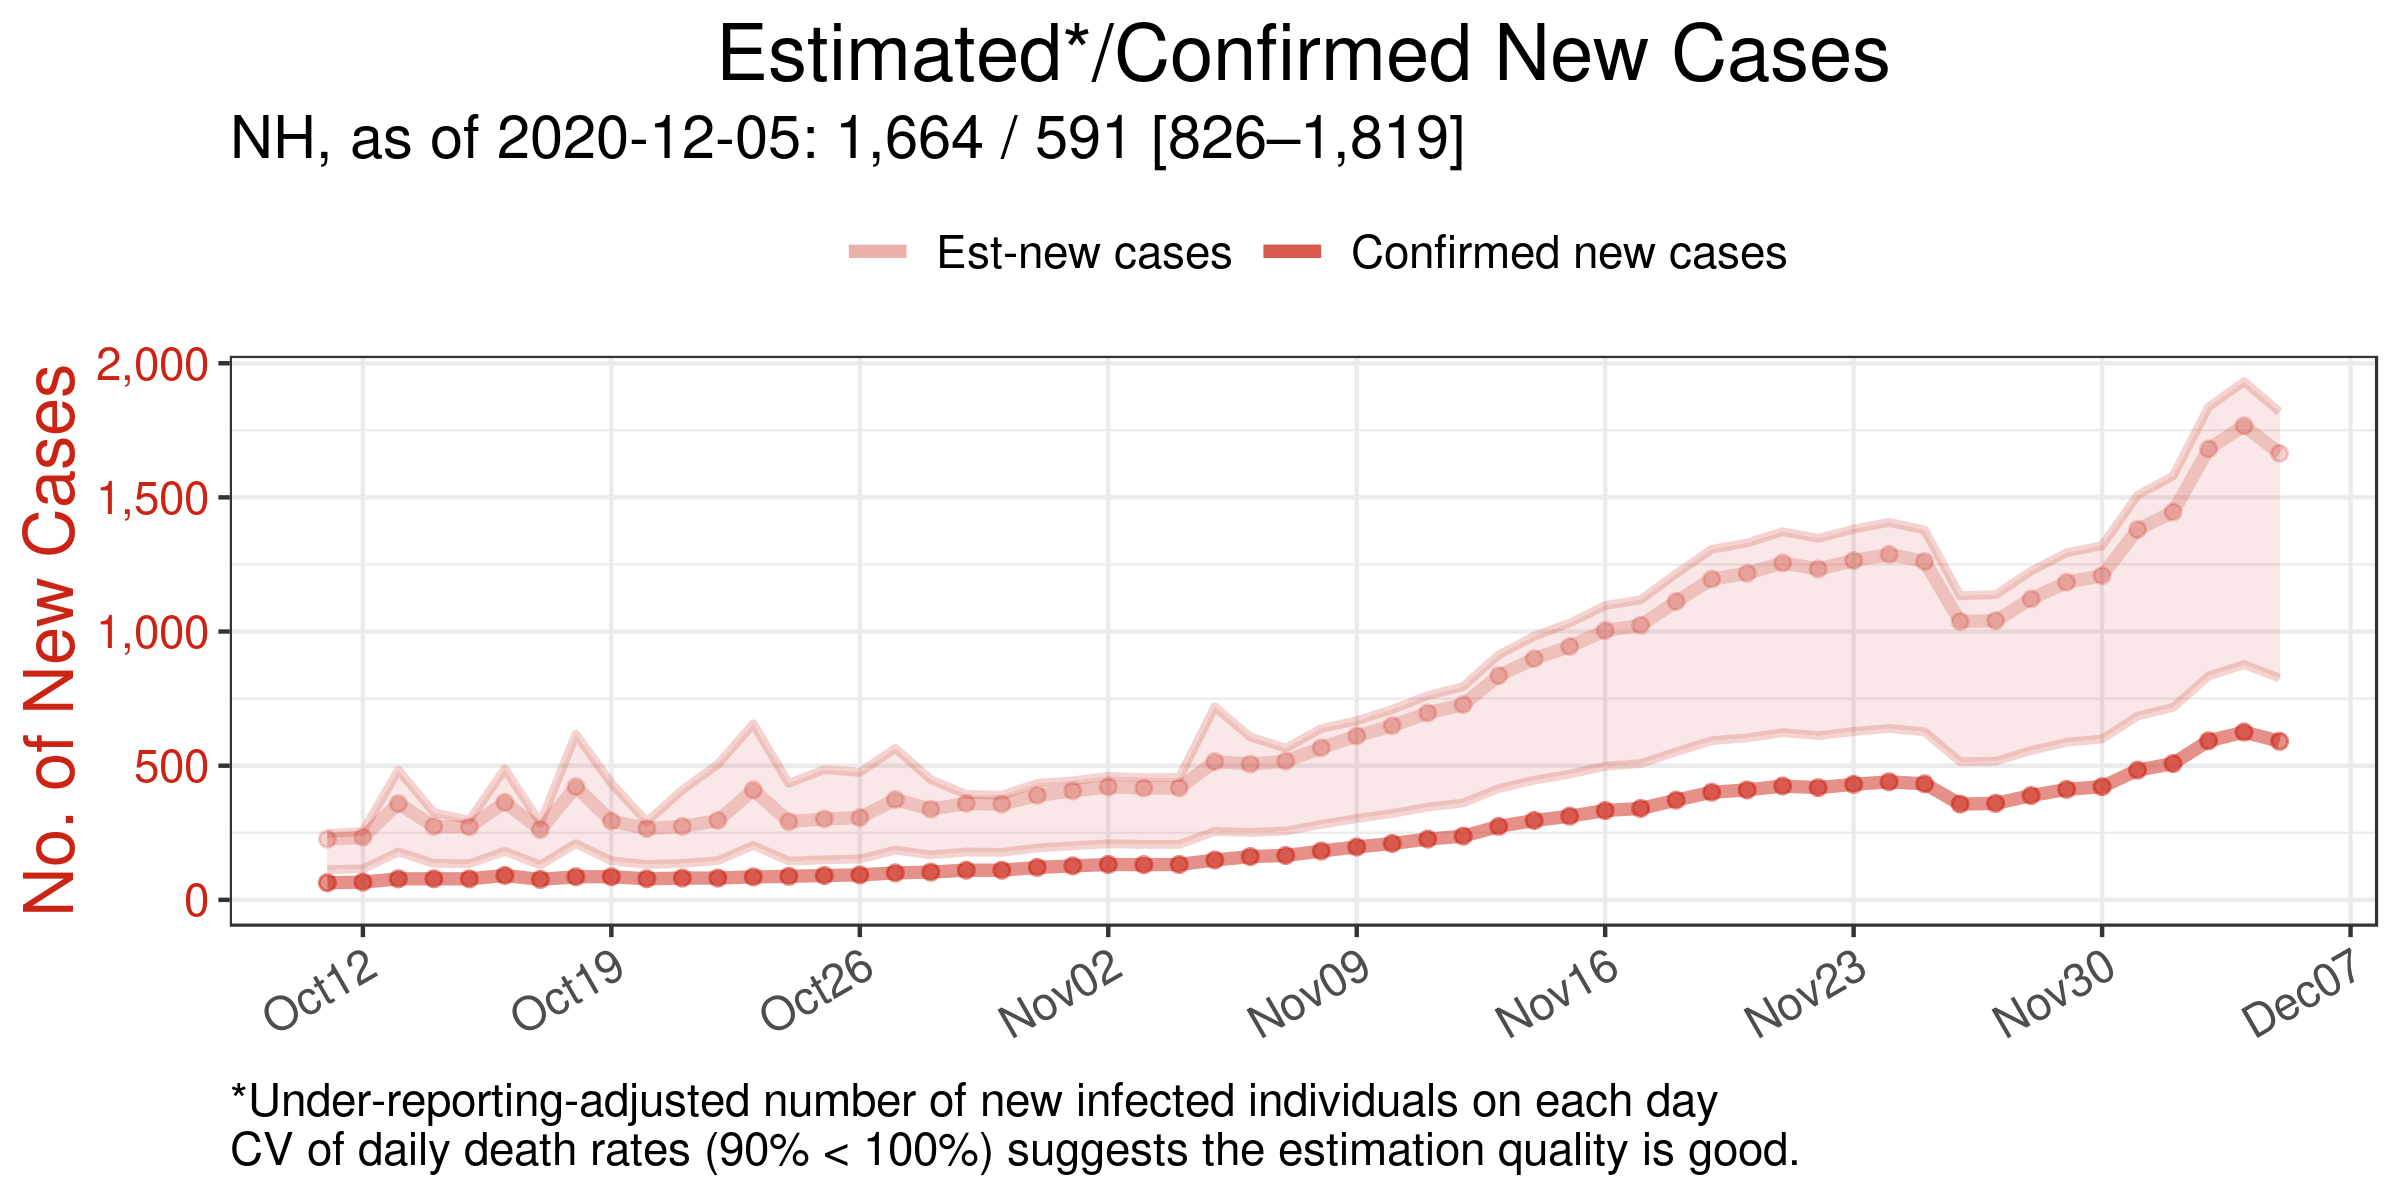 Estimated*/Confirmed New Cases
NH, as of 2020-12-05: 1,664 / 591 [826–1,819]
Est-new cases
Confirmed new cases
No. of New Cases
2,000
1,500
1,000
500
0
Oct12
Oct19
Oct26
Nov02
Nov09
Nov16
Nov23
Nov30
Dec07
*Under-reporting-adjusted number of new infected individuals on each day
CV of daily death rates (90% < 100%) suggests the estimation quality is good.